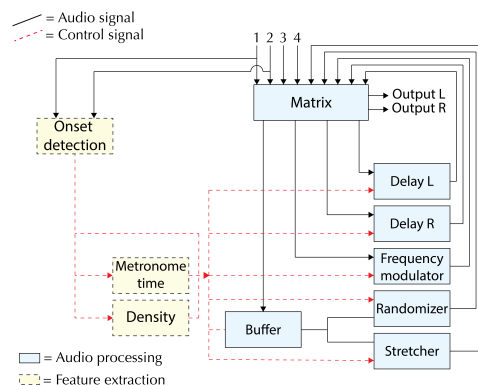 = Audio signal
= Control signal
1 2 3 4
Matrix
Output L
Output R
Onset
detection
Delay L
Delay R
Metronome
time
Frequency
modulator
Density
Buffer
Randomizer
Stretcher
= Audio processing
= Feature extraction